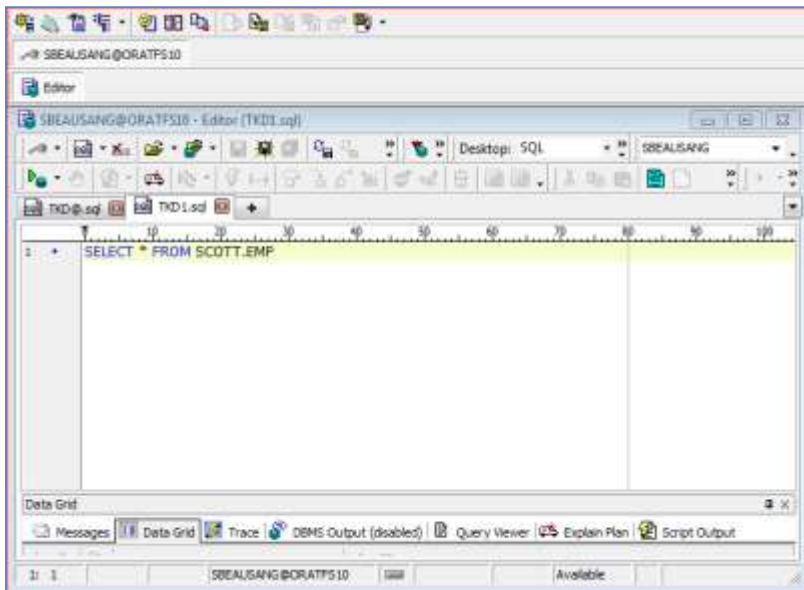 SBEAUSANG@ORATFS10
Editor
SBEAUSANG@ORATFS10 - Editor (TKD1.sql)
Desktop: SQL SBEAUSANG
TKD@.sql TKD1.sql
10 20 30 40 50 60 70 80 90 100
1 SELECT * FROM SCOTT.EMP
Data Grid
Messages Data Grid Trace DBMS Output (disabled) Query Viewer Explain Plan Script Output
1: 1 SBEAUSANG@ORATFS10 Available